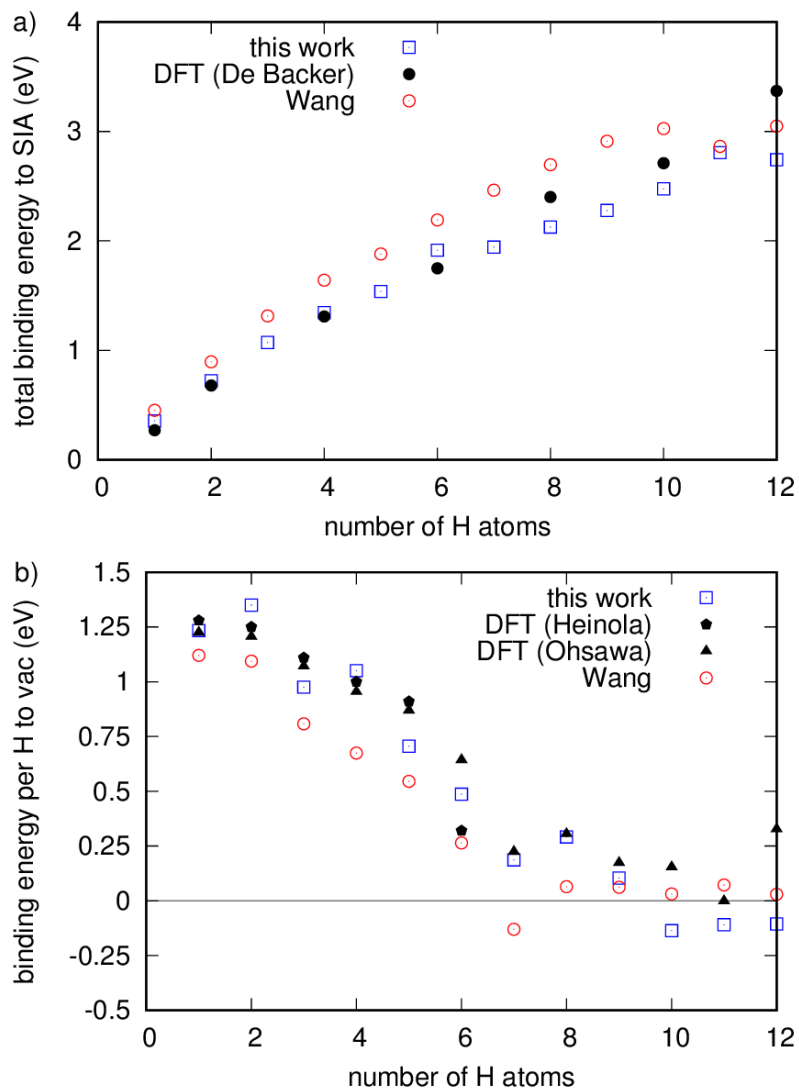 a)
total binding energy to SIA (eV)
4
3
2
1
0
this work
DFT (De Backer)
Wang
0 2 4 6 8 10 12
number of H atoms
b)
binding energy per H to vac (eV)
1.5
1.25
1
0.75
0.5
0.25
0
-0.25
-0.5
this work
DFT (Heinola)
DFT (Ohsawa)
Wang
0 2 4 6 8 10 12
number of H atoms